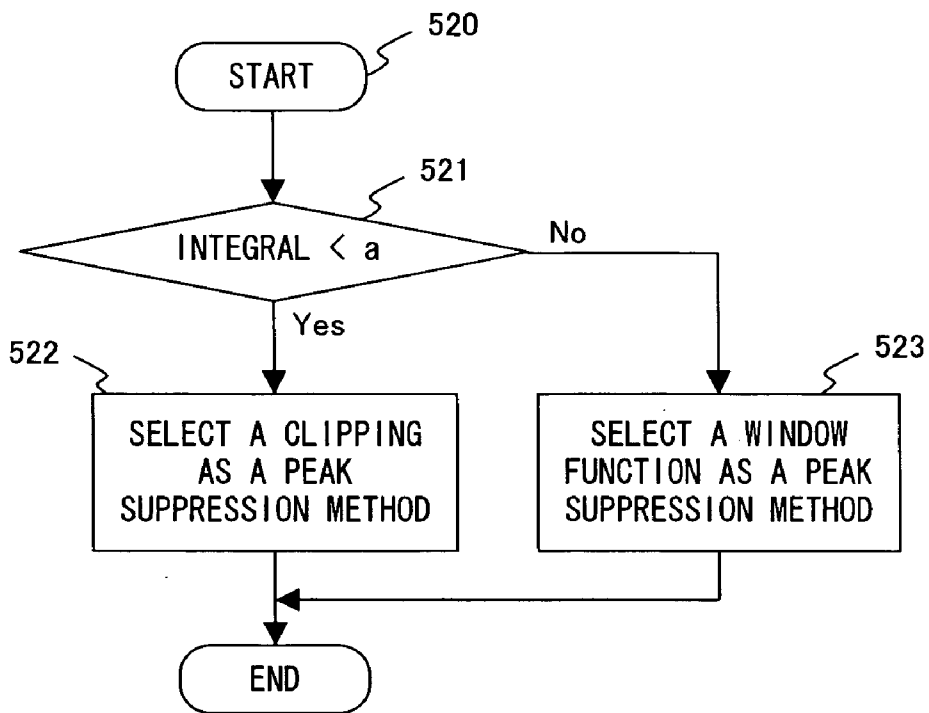 520
START
521
INTEGRAL < a
No
Yes
522
523
SELECT A CLIPPING
AS A PEAK
SUPPRESSION METHOD
SELECT A WINDOW
FUNCTION AS A PEAK
SUPPRESSION METHOD
END